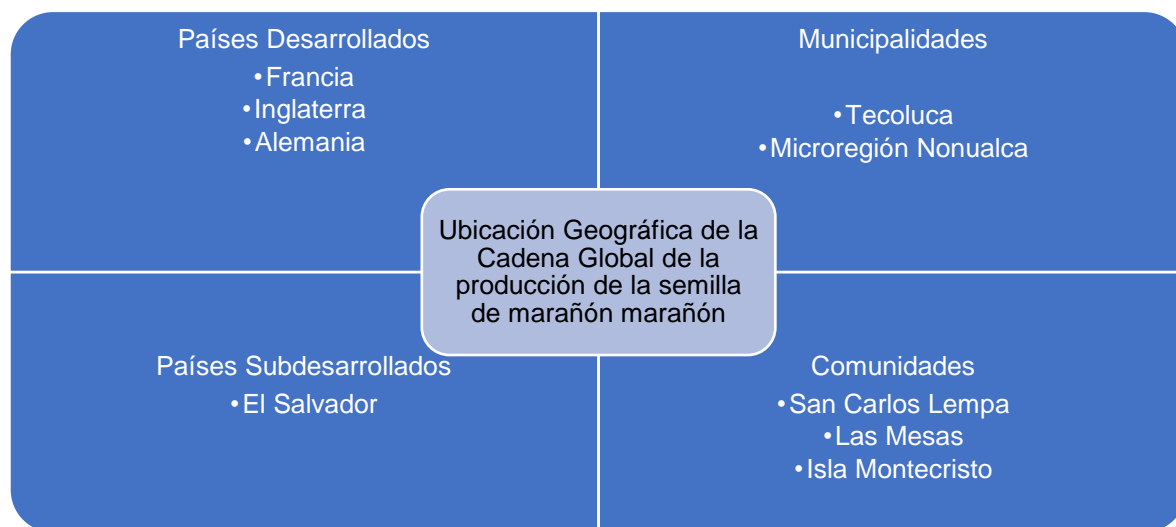 Países Desarrollados
•Francia
•Inglaterra
•Alemania
Municipalidades
•Tecoluca
•Microregión Nonualca
Ubicación Geográfica de la
Cadena Global de la
producción de la semilla
de marañón marañón
Países Subdesarrollados
•El Salvador
Comunidades
•San Carlos Lempa
•Las Mesas
•Isla Montecristo